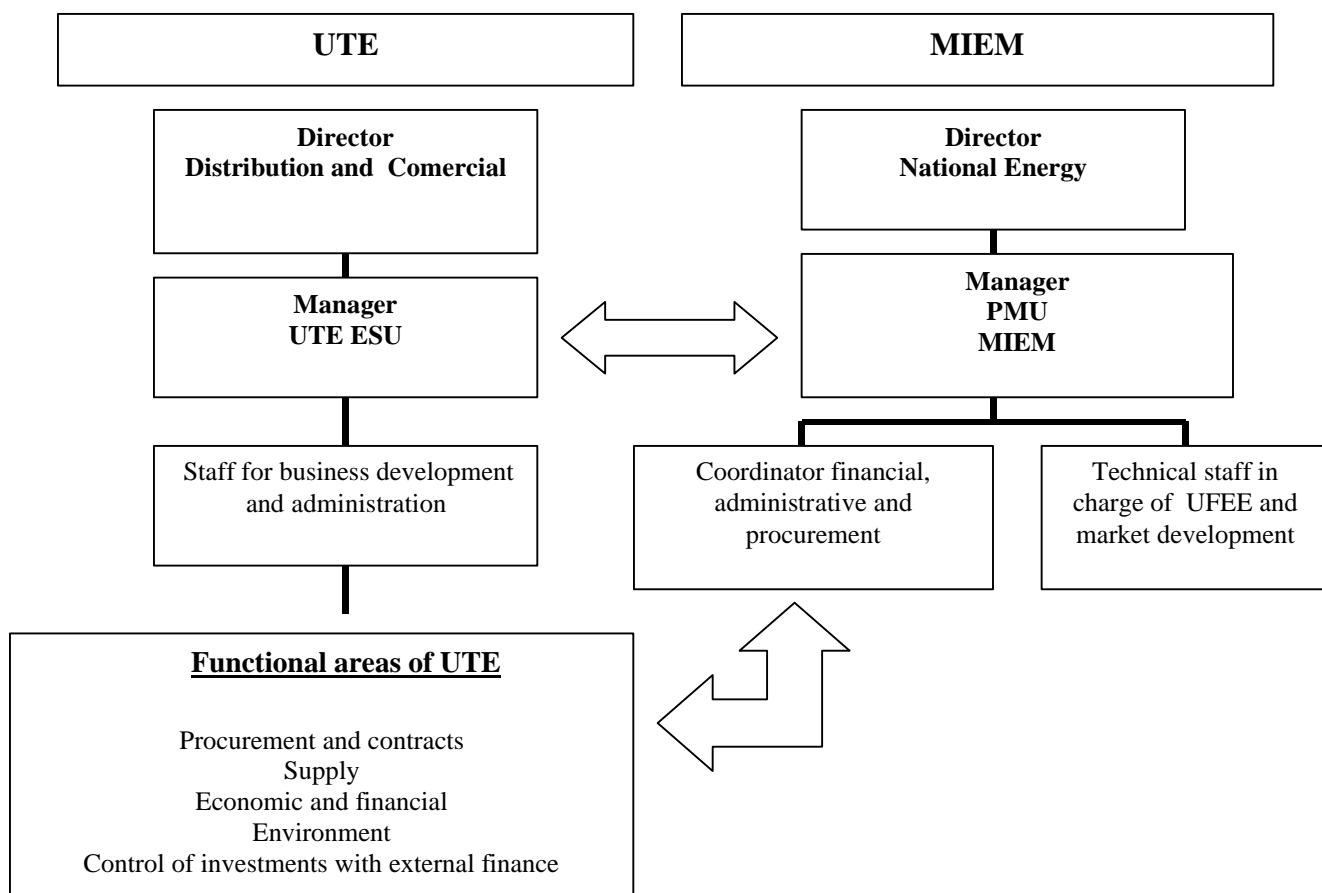 UTE
MIEM
Director
Distribution and Comercial
Director
National Energy
Manager
UTE ESU
Manager
PMU
MIEM
Staff for business development
and administration
Coordinator financial,
administrative and
procurement
Technical staff in
charge of UFEE and
market development
Functional areas of UTE
Procurement and contracts
Supply
Economic and financial
Environment
Control of investments with external finance